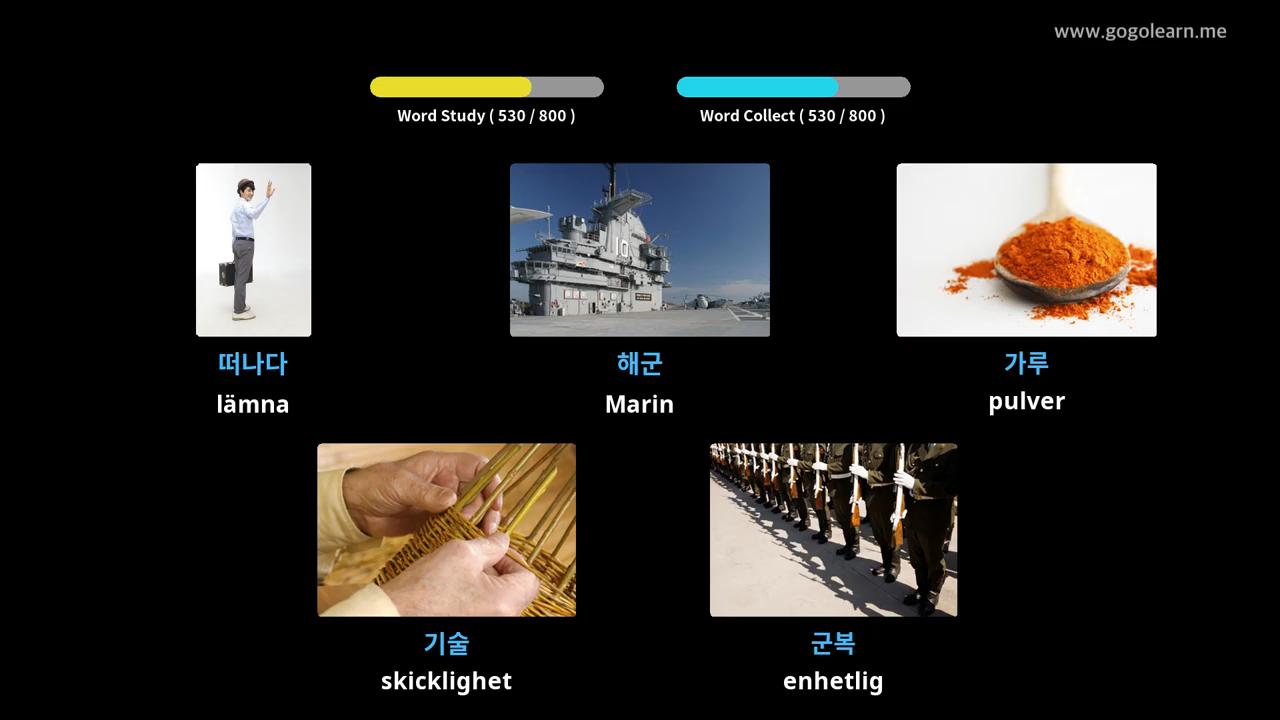 www.gogolearn.me
Word Study ( 530 / 800 )
Word Collect ( 530 / 800 )
떠나다
lämna
해군
Marin
가루
pulver
기술
skicklighet
군복
enhetlig
10